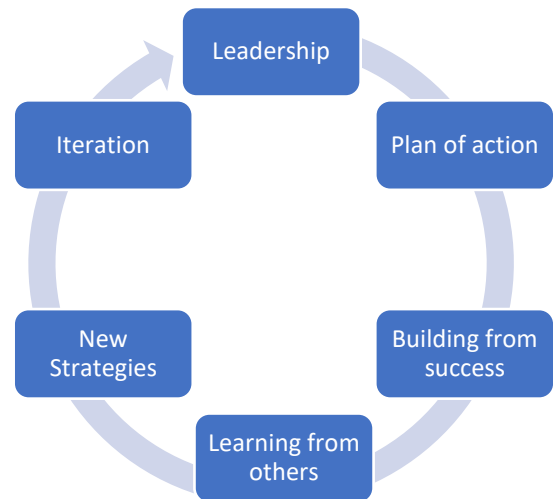 Leadership
Plan of action
Building from
success
Learning from
others
New
Strategies
Iteration